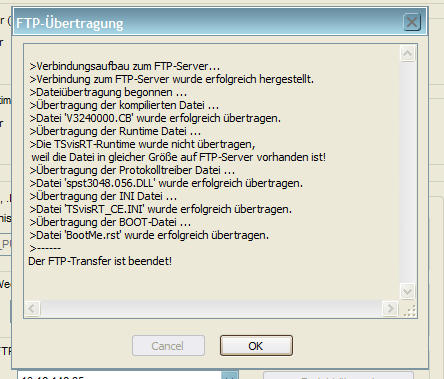 FTP-Übertragung
>Verbindungsaufbau zum FTP-Server...
>Verbindung zum FTP-Server wurde erfolgreich hergestellt.
>Dateiübertragung begonnen ...
>Übertragung der kompilierten Datei ...
>Datei 'V3240000.CB' wurde erfolgreich übertragen.
>Übertragung der Runtime Datei ...
>Die TSvisRT-Runtime wurde nicht übertragen,
weil die Datei in gleicher Größe auf FTP-Server vorhanden ist!
>Übertragung der Protokolltreiber Datei ...
>Datei 'spst3048.056.DLL' wurde erfolgreich übertragen.
>Übertragung der INI Datei ...
>Datei 'TSvisRT_CE.INI' wurde erfolgreich übertragen.
>Übertragung der BOOT-Datei ...
>Datei 'BootMe.rst' wurde erfolgreich übertragen.
>------
Der FTP-Transfer ist beendet!
Cancel
OK